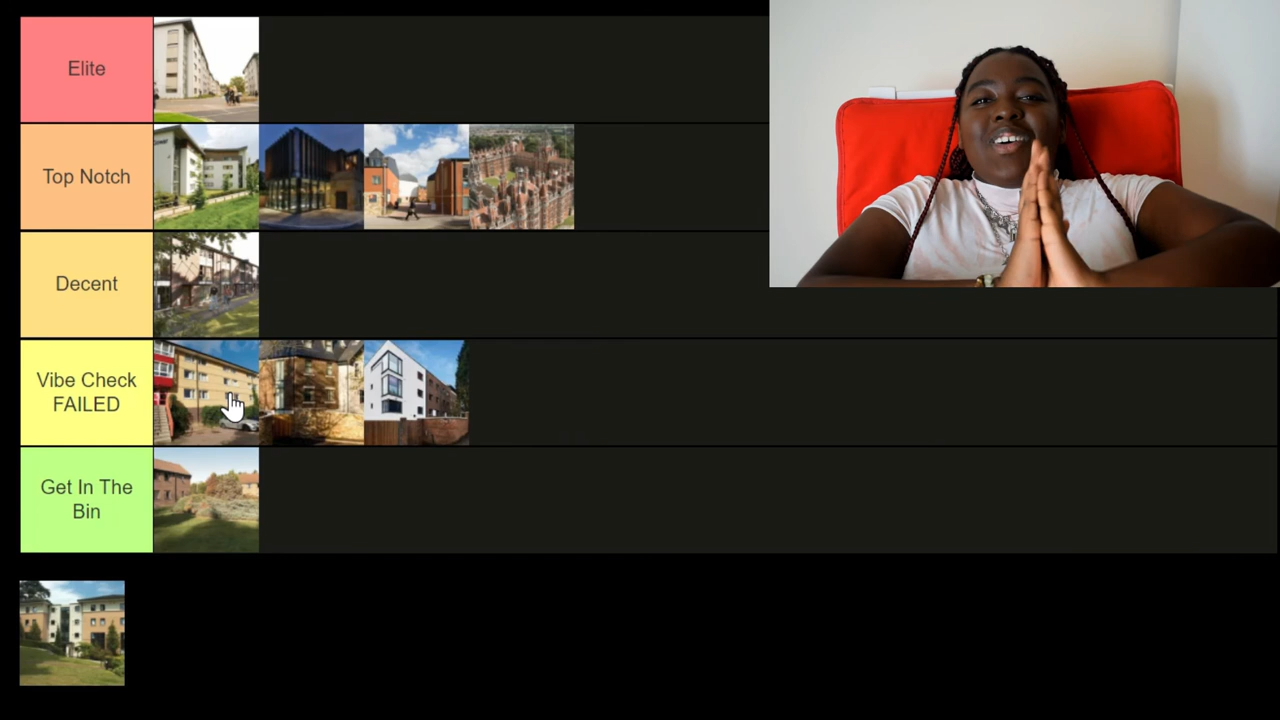 Elite
Top Notch
Decent
Vibe Check
FAILED
Get In The
Bin